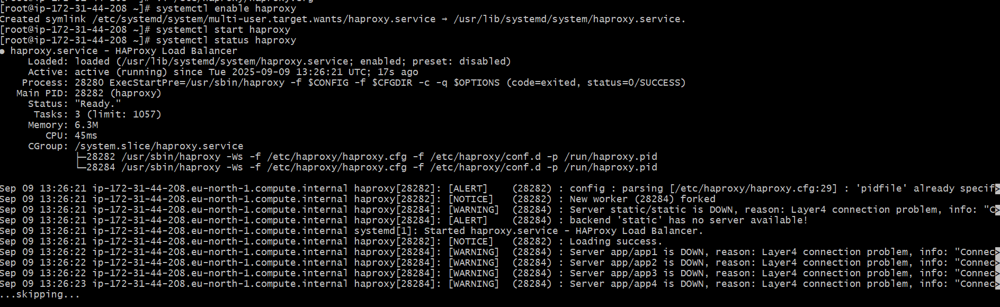 [root@ip-172-31-44-208 ~]# systemctl enable haproxy
Created symlink /etc/systemd/system/multi-user.target.wants/haproxy.service → /usr/lib/systemd/system/haproxy.service.
[root@ip-172-31-44-208 ~]# systemctl start haproxy
[root@ip-172-31-44-208 ~]# systemctl status haproxy
● haproxy.service - HAProxy Load Balancer
     Loaded: loaded (/usr/lib/systemd/system/haproxy.service; enabled; preset: disabled)
     Active: active (running) since Tue 2025-09-09 13:26:21 UTC; 17s ago
    Process: 28280 ExecStartPre=/usr/sbin/haproxy -f $CONFIG -f $CFGDIR -c -q $OPTIONS (code=exited, status=0/SUCCESS)
   Main PID: 28282 (haproxy)
     Status: "Ready."
      Tasks: 3 (limit: 1057)
     Memory: 6.3M
        CPU: 45ms
     CGroup: /system.slice/haproxy.service
             ├─28282 /usr/sbin/haproxy -Ws -f /etc/haproxy/haproxy.cfg -f /etc/haproxy/conf.d -p /run/haproxy.pid
             └─28284 /usr/sbin/haproxy -Ws -f /etc/haproxy/haproxy.cfg -f /etc/haproxy/conf.d -p /run/haproxy.pid
Sep 09 13:26:21 ip-172-31-44-208.eu-north-1.compute.internal haproxy[28282]: [ALERT]    (28282) : config : parsing [/etc/haproxy/haproxy.cfg:29] : 'pidfile' already specif>
Sep 09 13:26:21 ip-172-31-44-208.eu-north-1.compute.internal haproxy[28282]: [NOTICE]   (28282) : New worker (28284) forked
Sep 09 13:26:21 ip-172-31-44-208.eu-north-1.compute.internal haproxy[28284]: [WARNING]  (28284) : Server static/static is DOWN, reason: Layer4 connection problem, info: "C>
Sep 09 13:26:21 ip-172-31-44-208.eu-north-1.compute.internal haproxy[28284]: [ALERT]    (28284) : backend 'static' has no server available!
Sep 09 13:26:21 ip-172-31-44-208.eu-north-1.compute.internal systemd[1]: Started haproxy.service - HAProxy Load Balancer.
Sep 09 13:26:21 ip-172-31-44-208.eu-north-1.compute.internal haproxy[28282]: [NOTICE]   (28282) : Loading success.
Sep 09 13:26:22 ip-172-31-44-208.eu-north-1.compute.internal haproxy[28284]: [WARNING]  (28284) : Server app/app1 is DOWN, reason: Layer4 connection problem, info: "Connec>
Sep 09 13:26:22 ip-172-31-44-208.eu-north-1.compute.internal haproxy[28284]: [WARNING]  (28284) : Server app/app2 is DOWN, reason: Layer4 connection problem, info: "Connec>
Sep 09 13:26:22 ip-172-31-44-208.eu-north-1.compute.internal haproxy[28284]: [WARNING]  (28284) : Server app/app3 is DOWN, reason: Layer4 connection problem, info: "Connec>
Sep 09 13:26:23 ip-172-31-44-208.eu-north-1.compute.internal haproxy[28284]: [WARNING]  (28284) : Server app/app4 is DOWN, reason: Layer4 connection problem, info: "Connec>
...skipping...